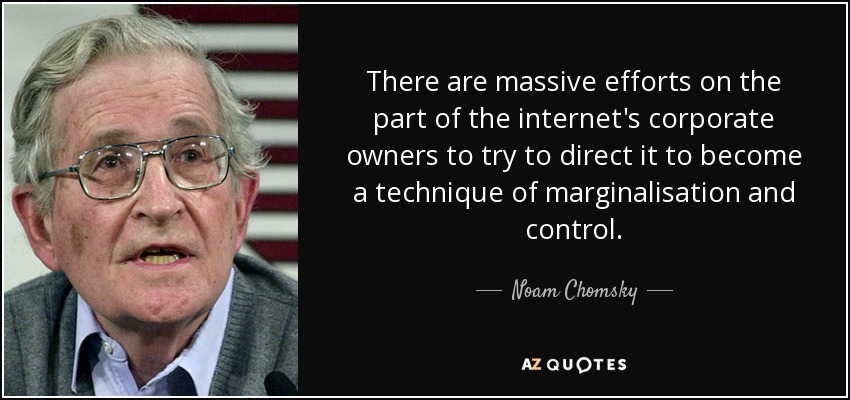 There are massive efforts on the
part of the internet's corporate
owners to try to direct it to become
a technique of marginalisation and
control.
Noam Chomsky
AZ QUOTES